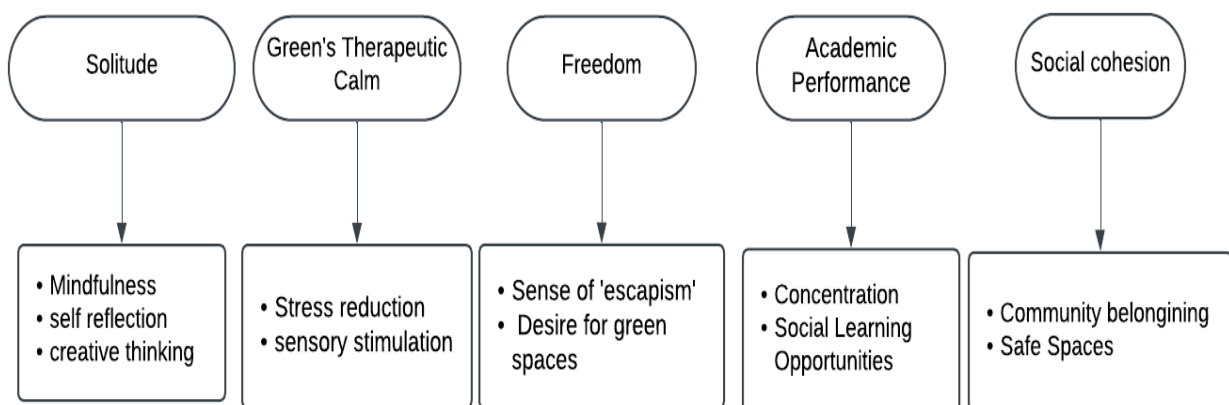 Solitude
Green's Therapeutic
Calm
Freedom
Academic
Performance
Social cohesion
• Mindfulness
• self reflection
• creative thinking
• Stress reduction
• sensory stimulation
• Sense of 'escapism'
• Desire for green
spaces
• Concentration
• Social Learning
Opportunities
• Community belongining
• Safe Spaces